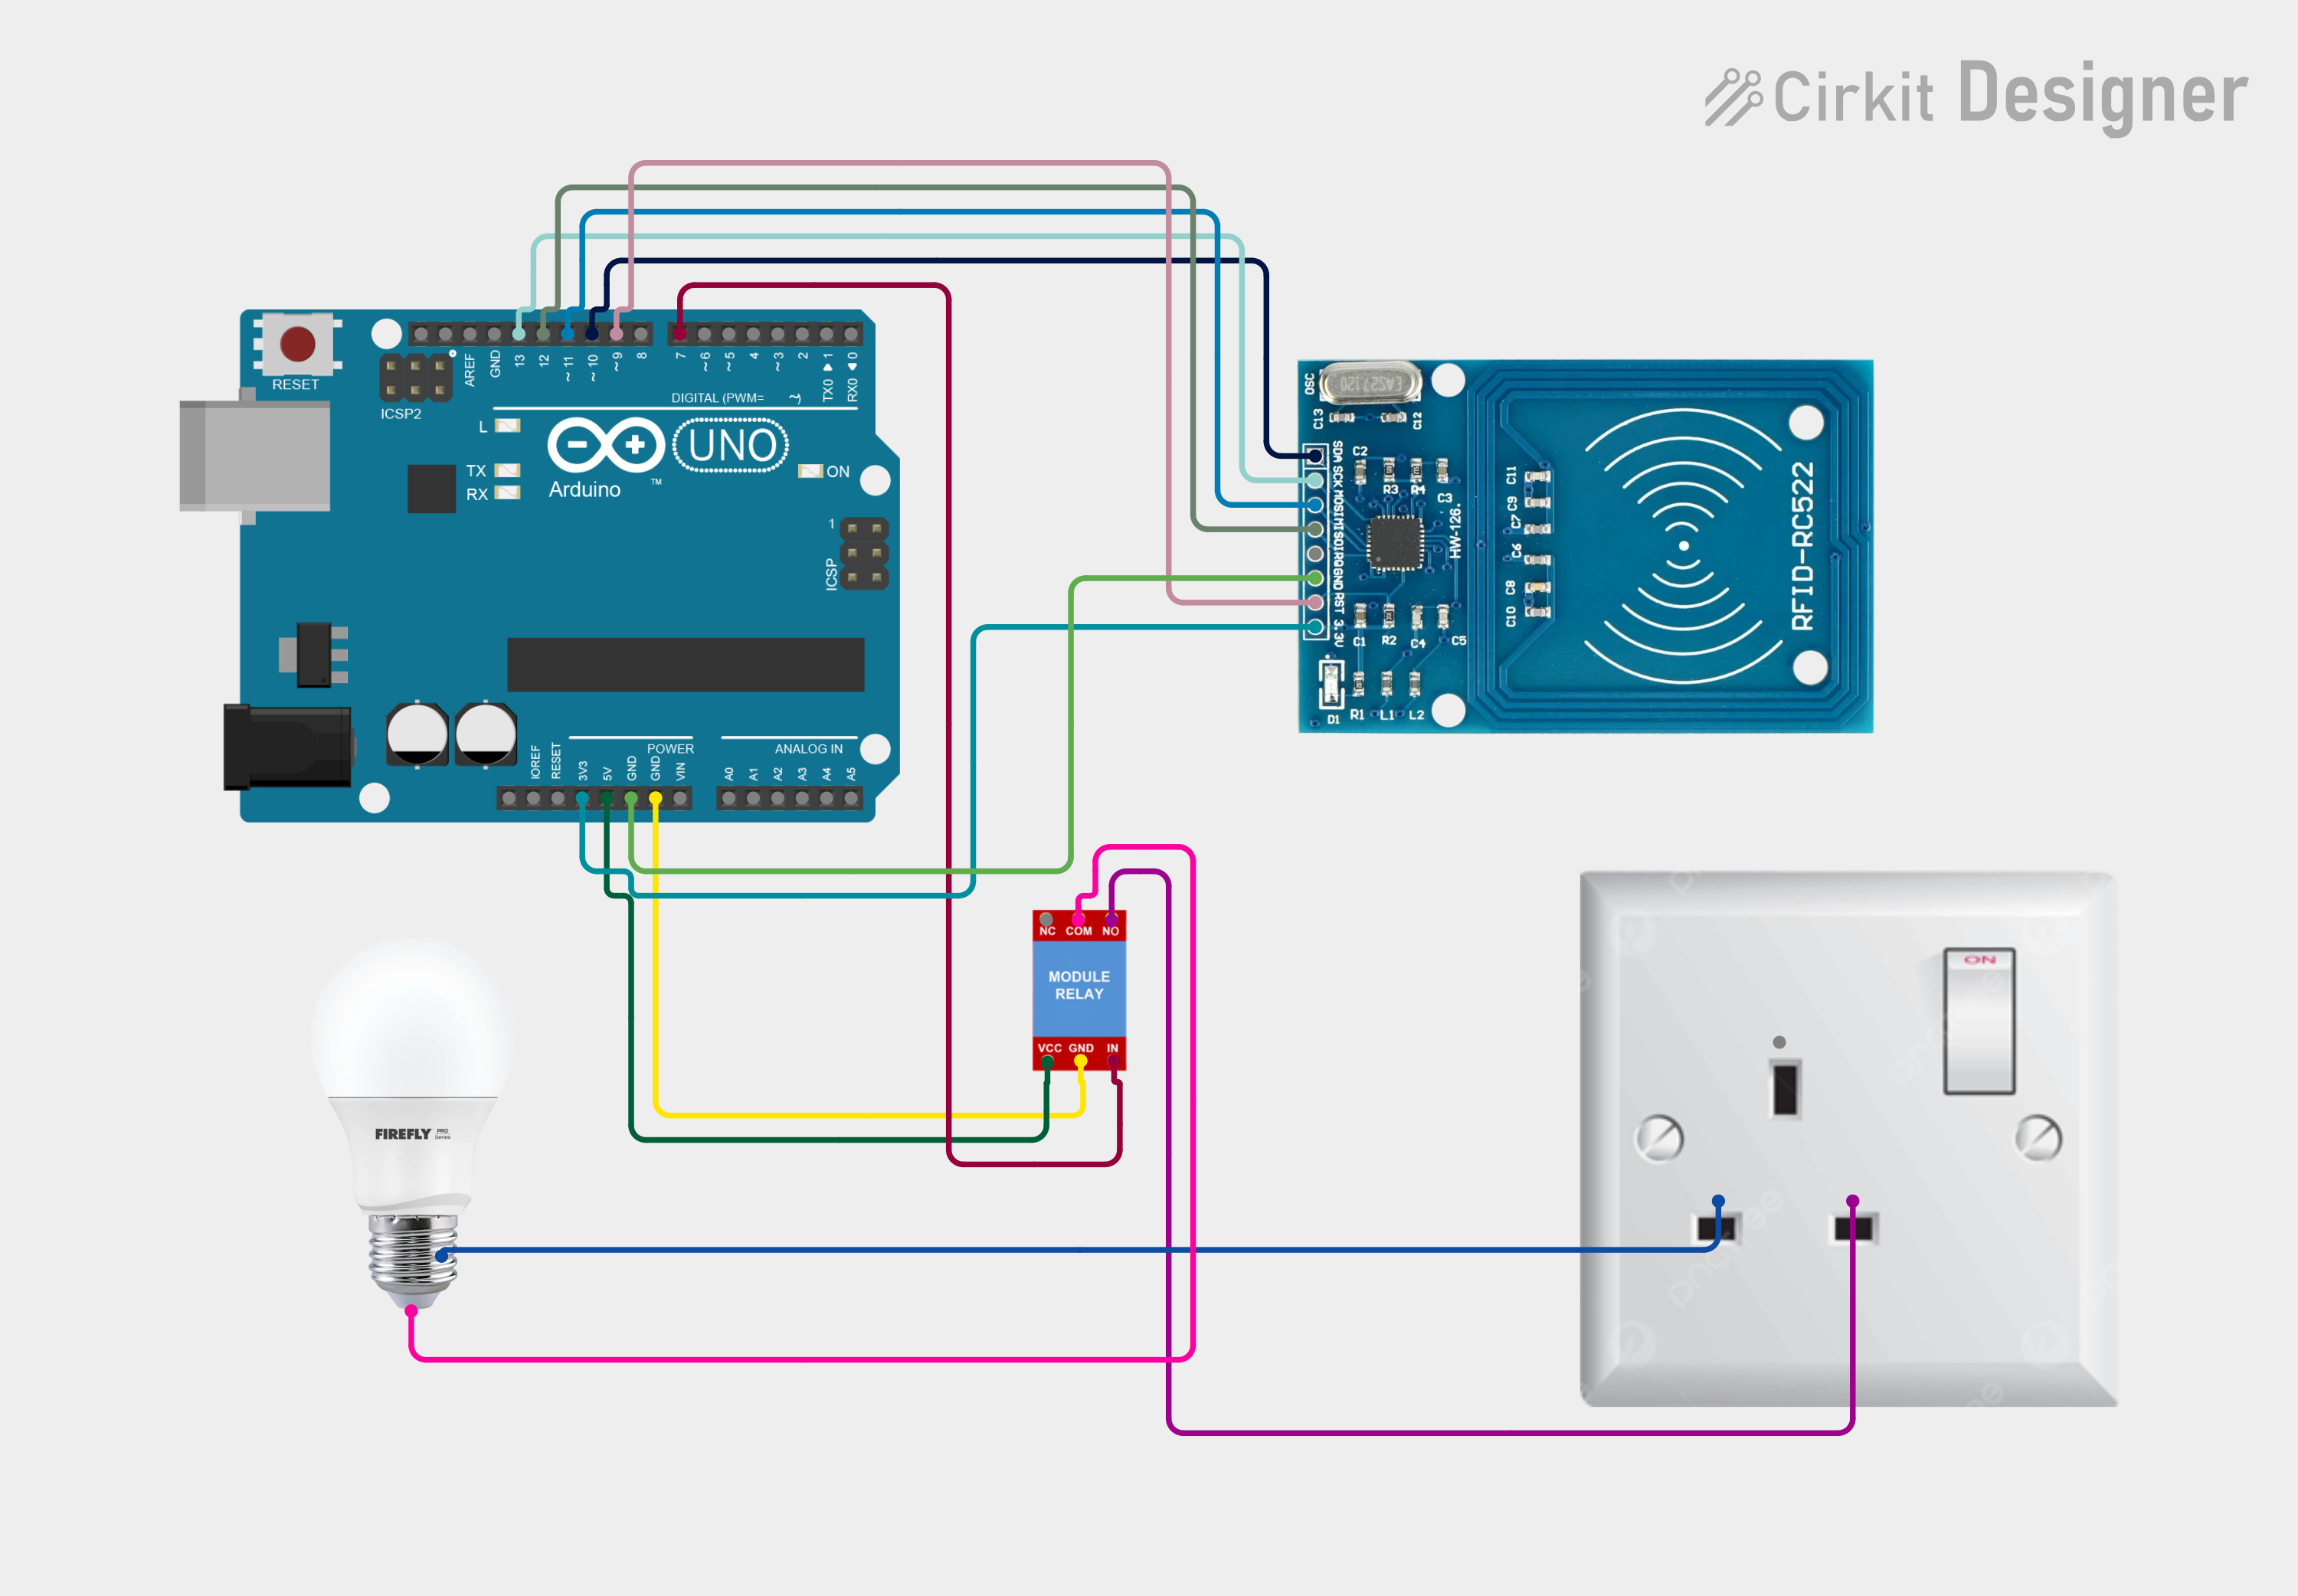 Cirkit Designer
RESET
ICSP2
AREF
GND
13
12
~ 11
~ 10
~ 9
8
7
~ 6
~ 5
4
~ 3
2
TX0 ▶ 1
RX0 ◀ 0
DIGITAL (PWM= ~)
L
TX
RX
UNO
ON
Arduino
TM
1
ICSP
IOREF
RESET
3V3
5V
GND
GND
VIN
POWER
ANALOG IN
A0
A1
A2
A3
A4
A5
OSC
C13
C12
SDA
SCK
MOSI
MISO
IRQ
GND
RST
3.3V
C2
R3
R4
C3
HW-126.
C1
R2
C4
C5
D1
R1
L1
L2
C11
C9
C7
C6
C8
C10
RFID-RC522
NC COM NO
MODULE
RELAY
VCC GND IN
FIREFLY PRO Series
ON